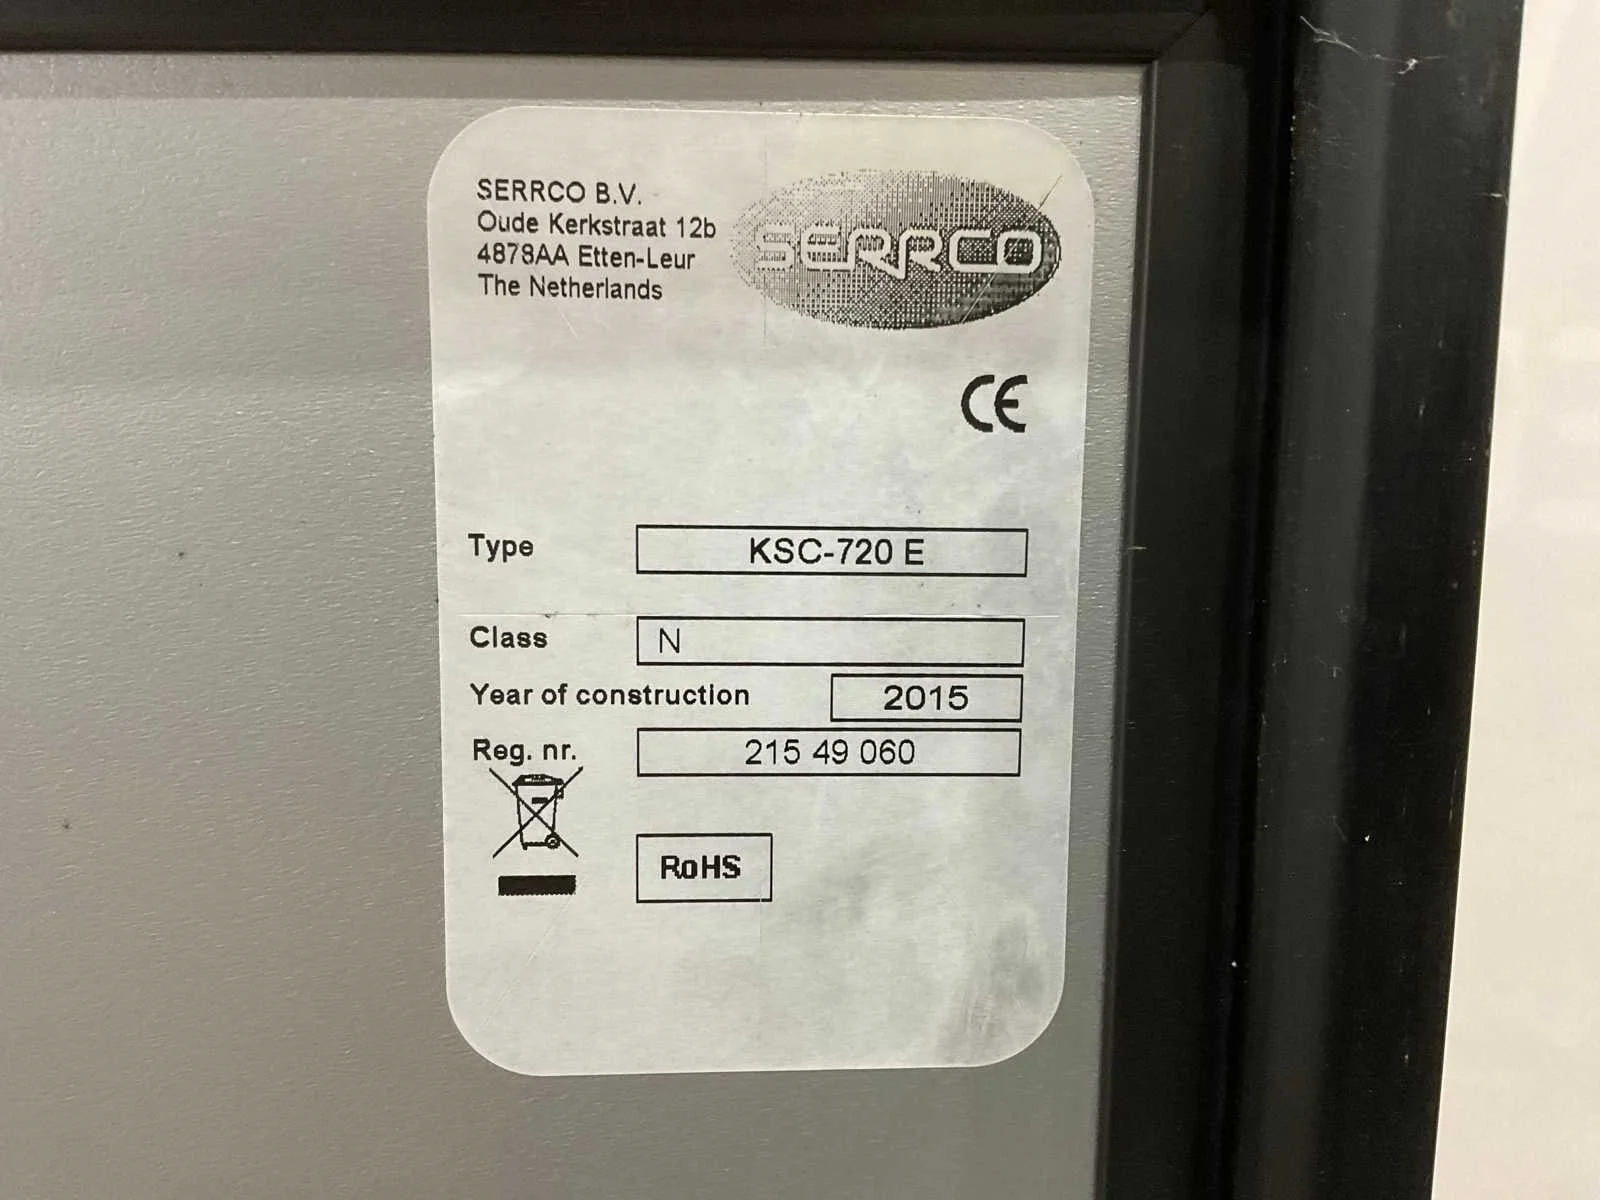 SERRCO B.V.
Oude Kerkstraat 12b
4878AA Etten-Leur
The Netherlands
SERRCO
CE
Type KSC-720 E
Class N
Year of construction 2015
Reg. nr. 215 49 060
RoHS